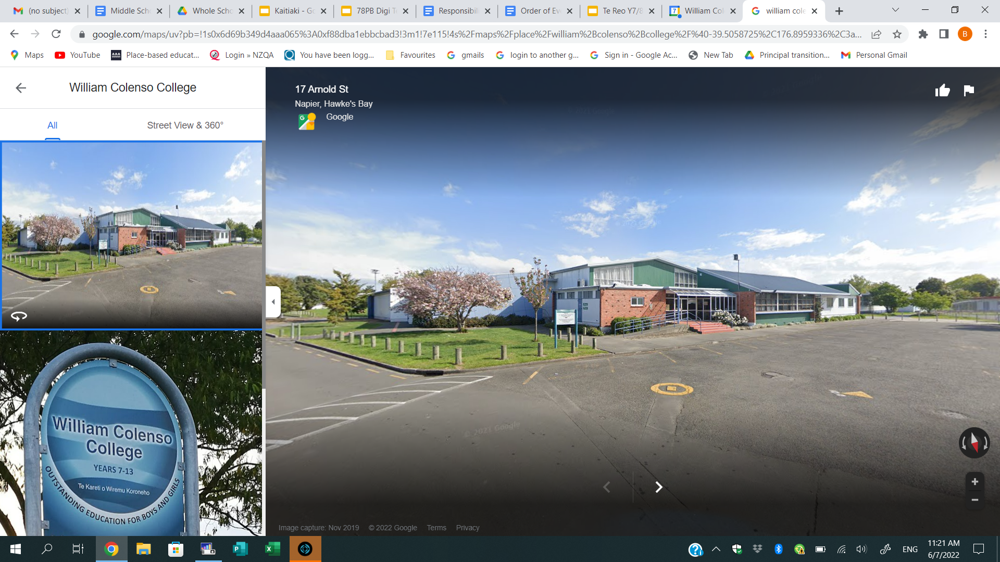 (no subject)
Middle Sch
Whole Scho
Kaitiaki - Go
78PB Digi T
Responsibili
Order of Eve
Te Reo Y7/8
7
William Col
william cole
google.com/maps/uv?pb=!1s0x6d69b349d4aaa065%3A0xf88dba1ebbcbad3!3m1!7e115!4s%2Fmaps%2Fplace%2Fwilliam%2Bcolenso%2Bcollege%2F%40-39.5058725%2C176.8959336%2C3a...
B
Maps
YouTube
Place-based educat...
Login » NZQA
You have been logg...
Favourites
gmails
login to another g...
Sign in - Google Ac...
New Tab
Principal transition...
Personal Gmail
William Colenso College
All
Street View & 360°
17 Arnold St
Napier, Hawke's Bay
Google
William Colenso
College
YEARS 7-13
Te Kareti o Wiremu Koroneho
OUTSTANDING EDUCATION FOR BOYS AND GIRLS
© 2021 Google
Image capture: Nov 2019 © 2022 Google Terms Privacy
ENG
11:21 AM
6/7/2022